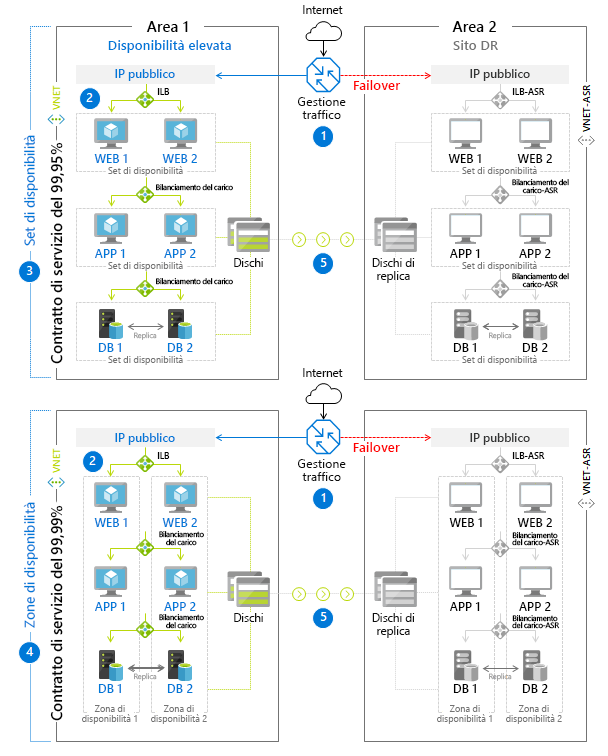 Internet
Area 1
Disponibilità elevata
Area 2
Sito DR
IP pubblico
Gestione
traffico
1
Failover
IP pubblico
VNET
2
ILB
WEB 1
WEB 2
Set di disponibilità
Bilanciamento del carico
APP 1
APP 2
Set di disponibilità
Bilanciamento del carico
DB 1
Replica
DB 2
Set di disponibilità
Set di disponibilità
3
Contratto di servizio del 99,95%
Dischi
5
Dischi di
replica
ILB-ASR
VNET-ASR
WEB 1
WEB 2
Set di disponibilità
Bilanciamento del
carico-ASR
APP 1
APP 2
Set di disponibilità
Bilanciamento del
carico-ASR
DB 1
Replica
DB 2
Set di disponibilità
Internet
IP pubblico
Gestione
traffico
1
Failover
IP pubblico
VNET
2
ILB
WEB 1
WEB 2
Bilanciamento
del carico
APP 1
APP 2
Bilanciamento
del carico
DB 1
Replica
DB 2
Zona di
disponibilità 1
Zona di
disponibilità 2
Zone di disponibilità
4
Contratto di servizio del 99,99%
Dischi
5
Dischi di
replica
ILB-ASR
VNET-ASR
WEB 1
WEB 2
Bilanciamento
del carico-ASR
APP 1
APP 2
Bilanciamento
del carico-ASR
DB 1
Replica
DB 2
Zona di
disponibilità 1
Zona di
disponibilità 2